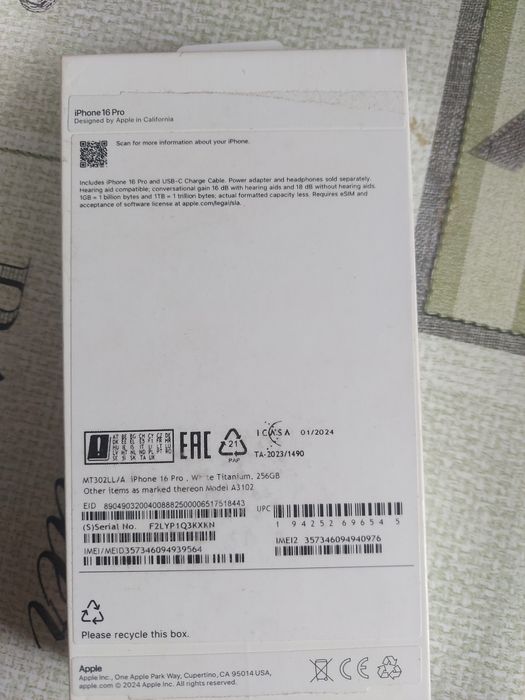 iPhone 16 Pro
Designed by Apple in California
Scan for more information about your iPhone.
Includes iPhone 16 Pro and USB-C Charge Cable. Power adapter and headphones sold separately.
Hearing aid compatible; conversational gain 16 dB with hearing aids and 18 dB without hearing aids.
1GB = 1 billion bytes and 1TB = 1 trillion bytes; actual formatted capacity less. Requires eSIM and
acceptance of software license at apple.com/legal/sla.
EAC
21
PAP
ICASA 01/2024
TA-2023/1490
MT302LL/A iPhone 16 Pro , White Titanium, 256GB
Other items as marked thereon Model A3102
EID 89049032004008882500006517518443
UPC
1 94252 69654 5
(S)Serial No. F2LYP1Q3KXKN
IMEI/MEID357346094939564
IMEI2 357346094940976
Please recycle this box.
Apple
Apple Inc., One Apple Park Way, Cupertino, CA 95014 USA,
apple.com © 2024 Apple Inc. All rights reserved.
CE